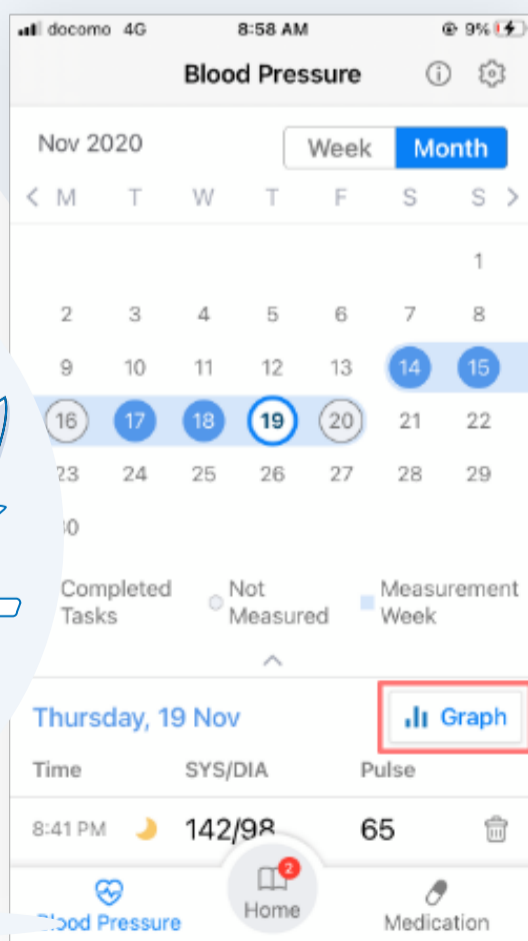 docomo 4G 8:58 AM 9%
Blood Pressure
Nov 2020 Week Month
< M T W T F S S >
1
2 3 4 5 6 7 8
9 10 11 12 13 14 15
16 17 18 19 20 21 22
23 24 25 26 27 28 29
30
Completed Not Measurement
Tasks Measured Week
Thursday, 19 Nov Graph
Time SYS/DIA Pulse
8:41 PM 142/98 65
2
Blood Pressure Home Medication